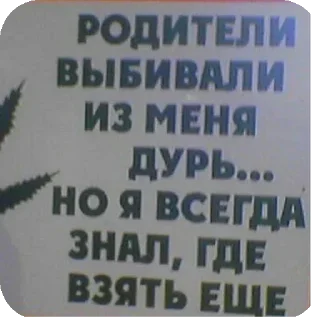 РОДИТЕЛИ
ВЫБИВАЛИ
ИЗ МЕНЯ
ДУРЬ...
НО Я ВСЕГДА
ЗНАЛ, ГДЕ
ВЗЯТЬ ЕЩЕ